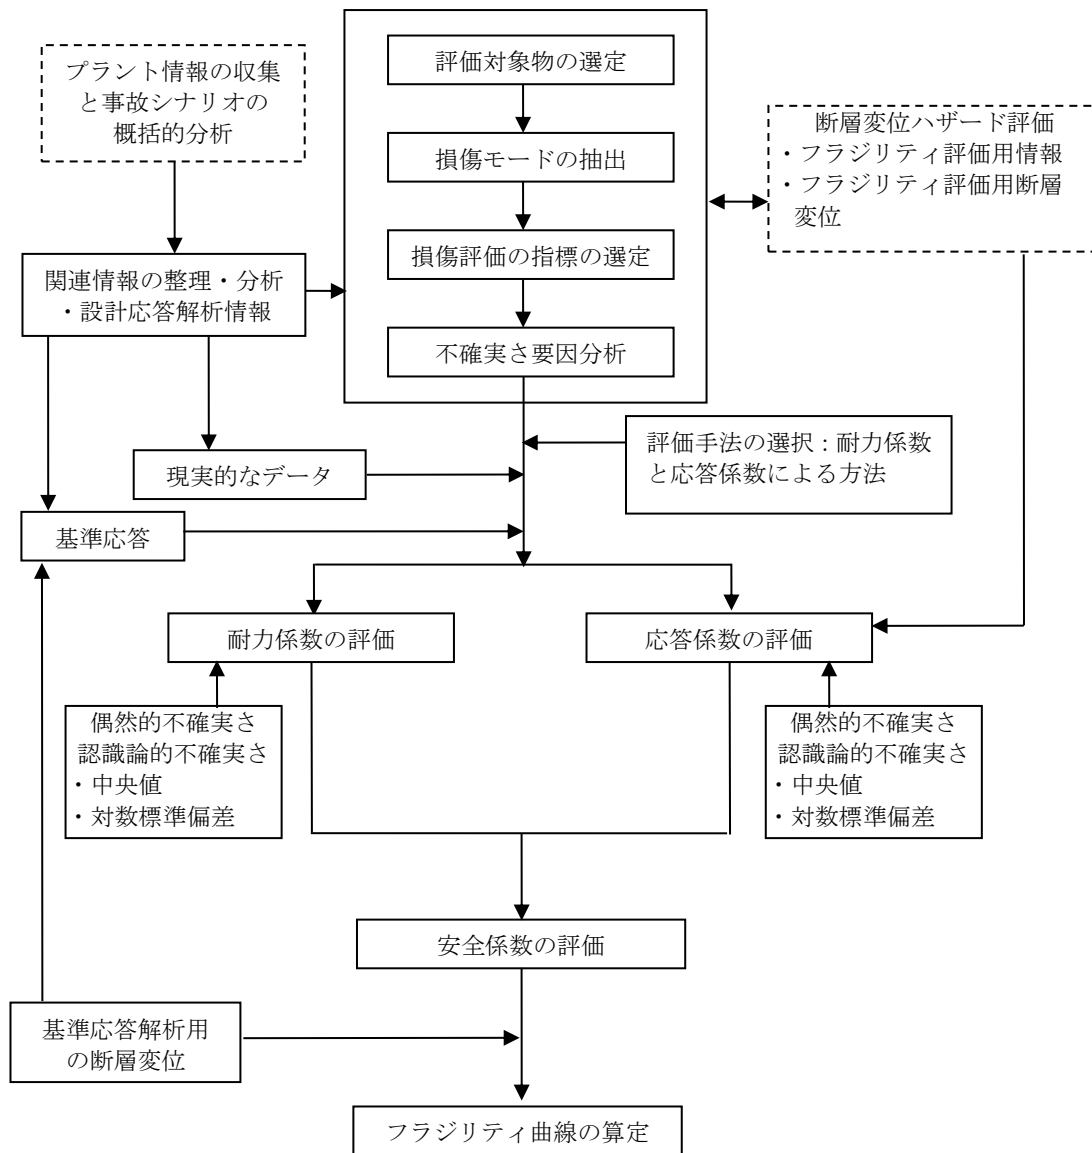 プラント情報の収集
と事故シナリオの
概括的分析
評価対象物の選定
損傷モードの抽出
損傷評価の指標の選定
不確実さ要因分析
断層変位ハザード評価
・フラジリティ評価用情報
・フラジリティ評価用断層
変位
関連情報の整理・分析
・設計応答解析情報
評価手法の選択：耐力係数
と応答係数による方法
現実的なデータ
基準応答
耐力係数の評価
応答係数の評価
偶然的不確実さ
認識論的不確実さ
・中央値
・対数標準偏差
偶然的不確実さ
認識論的不確実さ
・中央値
・対数標準偏差
安全係数の評価
基準応答解析用
の断層変位
フラジリティ曲線の算定